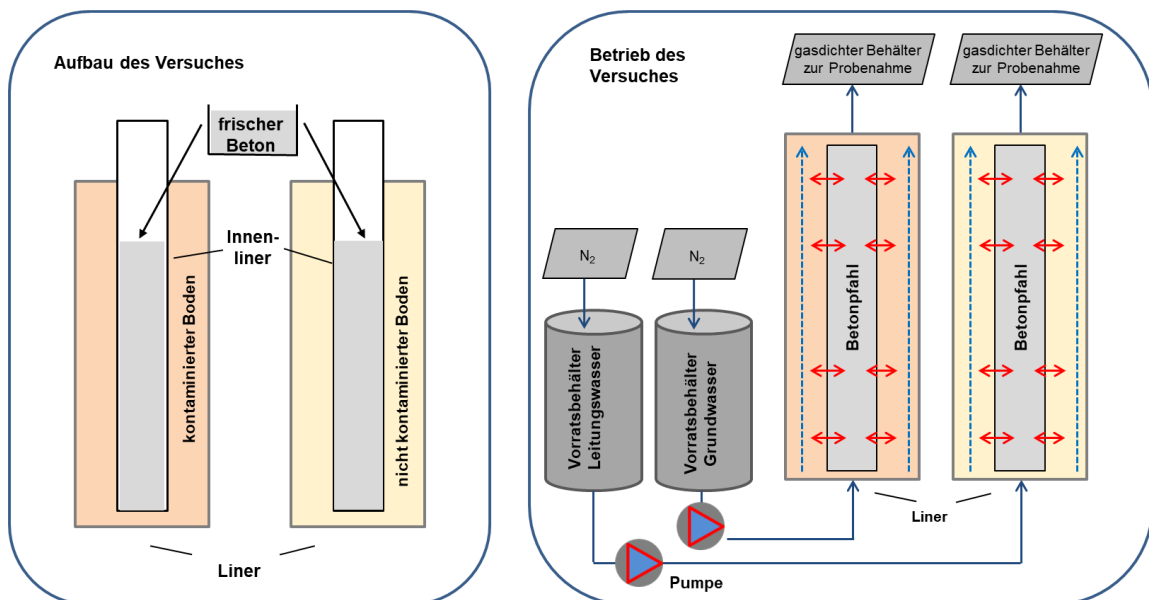 Aufbau des Versuches
frischer
Beton
Innen-
liner
kontaminierter Boden
nicht kontaminierter Boden
Liner
Betrieb des
Versuches
gasdichter Behälter
zur Probenahme
gasdichter Behälter
zur Probenahme
N₂
N₂
Vorratsbehälter
Leitungswasser
Vorratsbehälter
Grundwasser
Betonpfahl
Betonpfahl
Liner
Pumpe